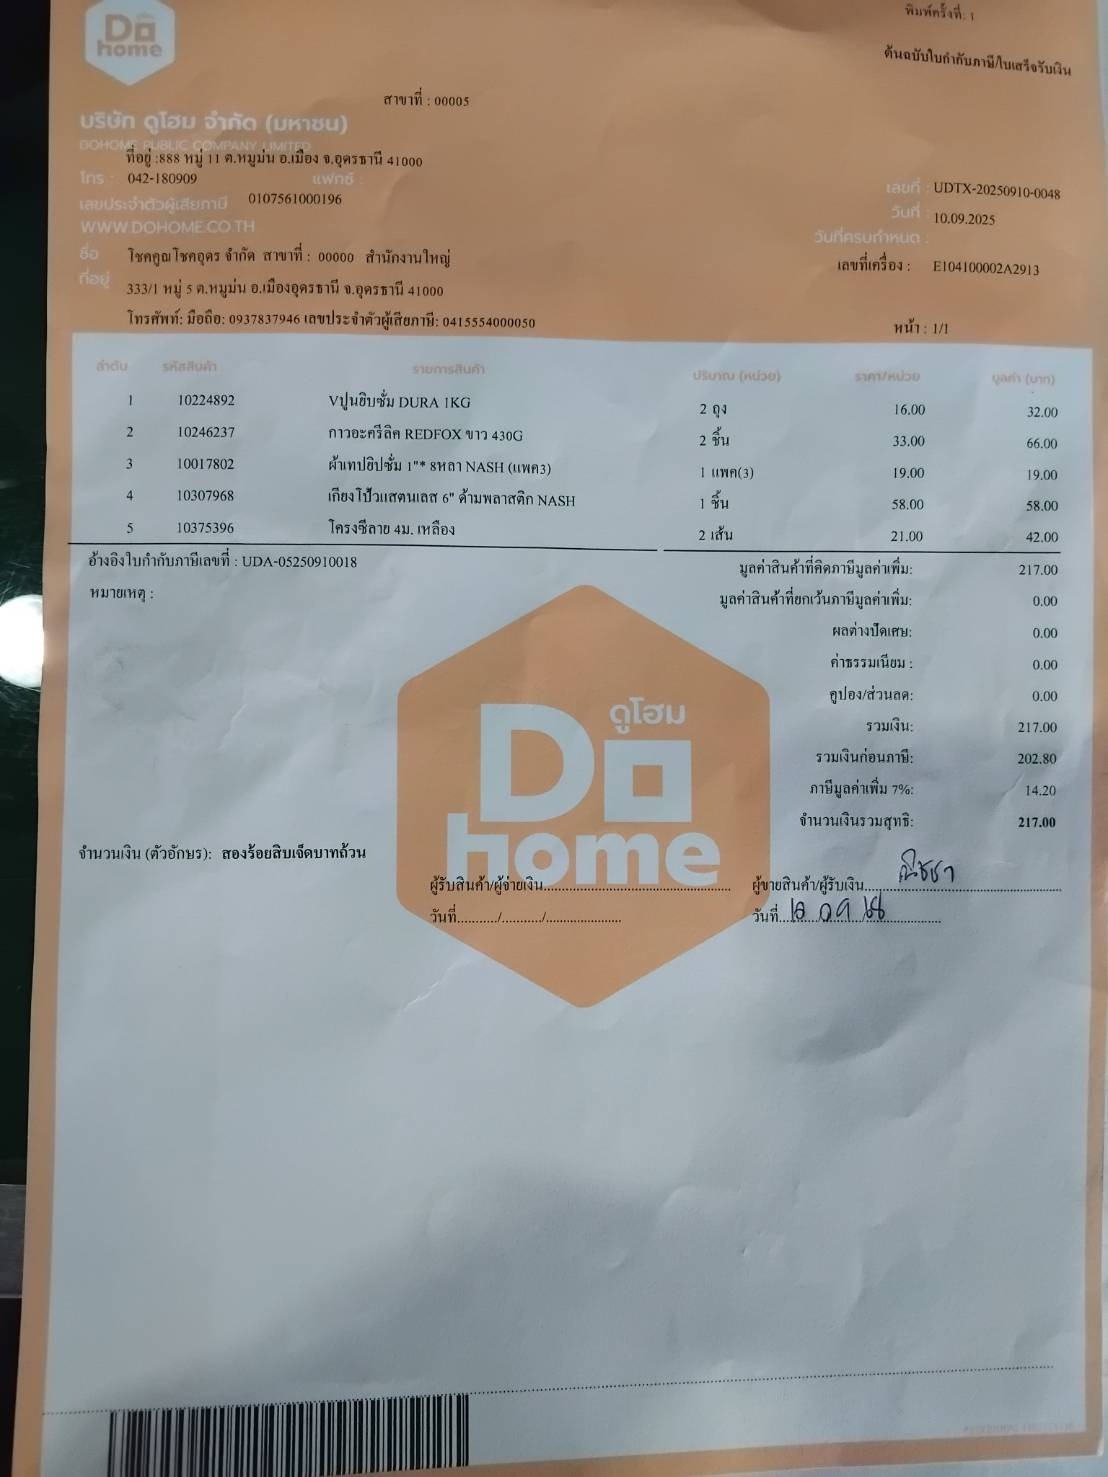 Do
home
พิมพ์ครั้งที่: 1
ต้นฉบับใบกำกับภาษี/ใบเสร็จรับเงิน
สาขาที่ : 00005
บริษัท ดูโฮม จำกัด (มหาชน)
DOHOME PUBLIC COMPANY LIMITED
ที่อยู่ :888 หมู่ 11 ต.หมูม่น อ.เมือง จ.อุดรธานี 41000
โทร : 042-180909 แฟกซ์ :
เลขประจำตัวผู้เสียภาษี 0107561000196
เลขที่ : UDTX-20250910-0048
WWW.DOHOME.CO.TH
วันที่ : 10.09.2025
วันที่ครบกำหนด :
ชื่อ โชคคูณโชคอุดร จำกัด สาขาที่ : 00000 สำนักงานใหญ่
เลขที่เครื่อง : E104100002A2913
ที่อยู่ 333/1 หมู่ 5 ต.หมูม่น อ.เมืองอุดรธานี จ.อุดรธานี 41000
โทรศัพท์: มือถือ: 0937837946 เลขประจำตัวผู้เสียภาษี: 0415554000050
หน้า : 1/1
ลำดับ รหัสสินค้า รายการสินค้า ปริมาณ (หน่วย) ราคา/หน่วย มูลค่า (บาท)
1 10224892 Vปูนยิบซั่ม DURA 1KG 2 ถุง 16.00 32.00
2 10246237 กาวอะครีลิค REDFOX ขาว 430G 2 ชิ้น 33.00 66.00
3 10017802 ผ้าเทปยิปซั่ม 1"* 8หลา NASH (แพค3) 1 แพค(3) 19.00 19.00
4 10307968 เกียงโป้วแสตนเลส 6" ด้ามพลาสติก NASH 1 ชิ้น 58.00 58.00
5 10375396 โครงซีลาย 4ม. เหลือง 2 เส้น 21.00 42.00
อ้างอิงใบกำกับภาษีเลขที่ : UDA-05250910018
หมายเหตุ :
มูลค่าสินค้าที่คิดภาษีมูลค่าเพิ่ม: 217.00
มูลค่าสินค้าที่ยกเว้นภาษีมูลค่าเพิ่ม: 0.00
ผลต่างปัดเศษ: 0.00
ค่าธรรมเนียม : 0.00
คูปอง/ส่วนลด: 0.00
รวมเงิน: 217.00
รวมเงินก่อนภาษี: 202.80
ภาษีมูลค่าเพิ่ม 7%: 14.20
จำนวนเงินรวมสุทธิ: 217.00
ดูโฮม
Do
home
จำนวนเงิน (ตัวอักษร): สองร้อยสิบเจ็ดบาทถ้วน
ผู้รับสินค้า/ผู้จ่ายเงิน
ผู้ขายสินค้า/ผู้รับเงิน ณิชชา
วันที่........../.........../......................
วันที่ 10 09